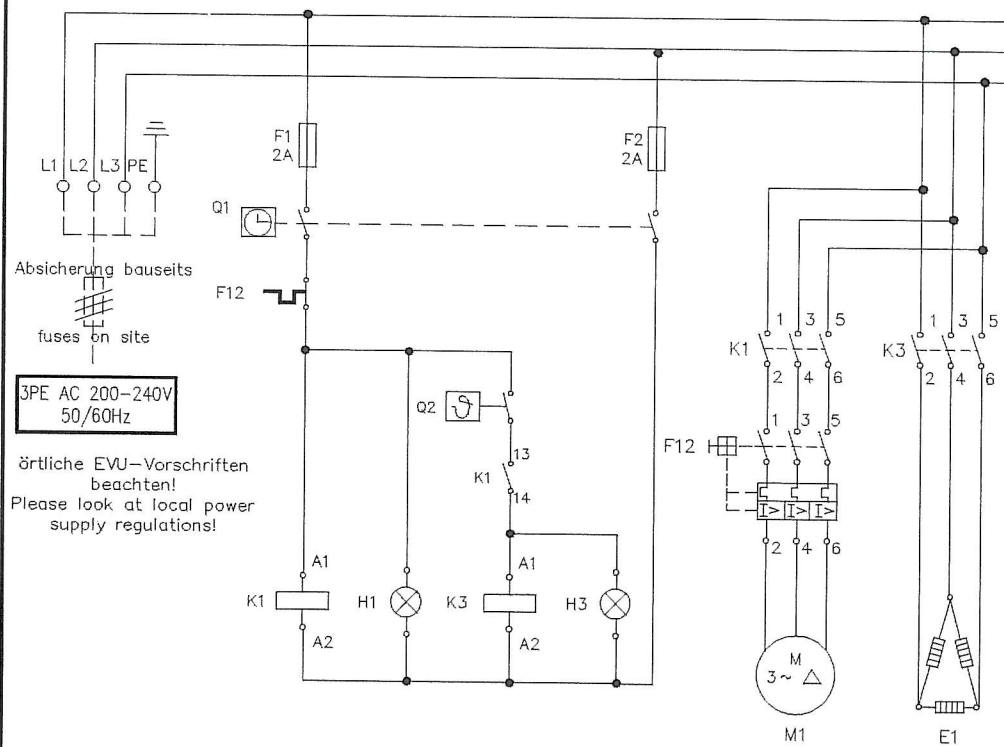 L1 L2 L3 PE
Absicherung bauseits
fuses on site
3PE AC 200-240V
50/60Hz
örtliche EVU-Vorschriften
beachten!
Please look at local power
supply regulations!
F1
2A
F2
2A
Q1
F12
Q2
ϑ
13
K1
14
A1
K1
A2
H1
A1
K3
A2
H3
1 3 5
K1
2 4 6
1 3 5
F12
I> I> I>
2 4 6
M
3~ △
M1
1 3 5
K3
2 4 6
E1